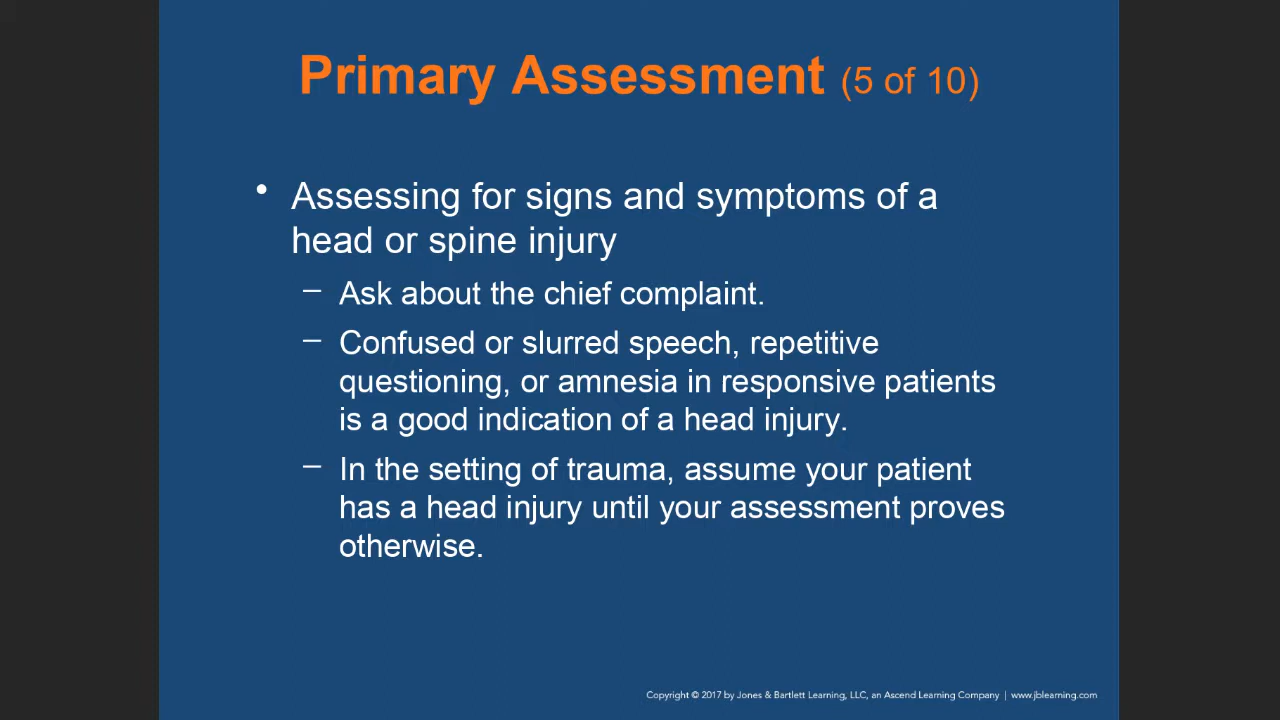 Primary Assessment (5 of 10)
• Assessing for signs and symptoms of a
head or spine injury
– Ask about the chief complaint.
– Confused or slurred speech, repetitive
questioning, or amnesia in responsive patients
is a good indication of a head injury.
– In the setting of trauma, assume your patient
has a head injury until your assessment proves
otherwise.
Copyright © 2017 by Jones & Bartlett Learning, LLC, an Ascend Learning Company | www.jblearning.com